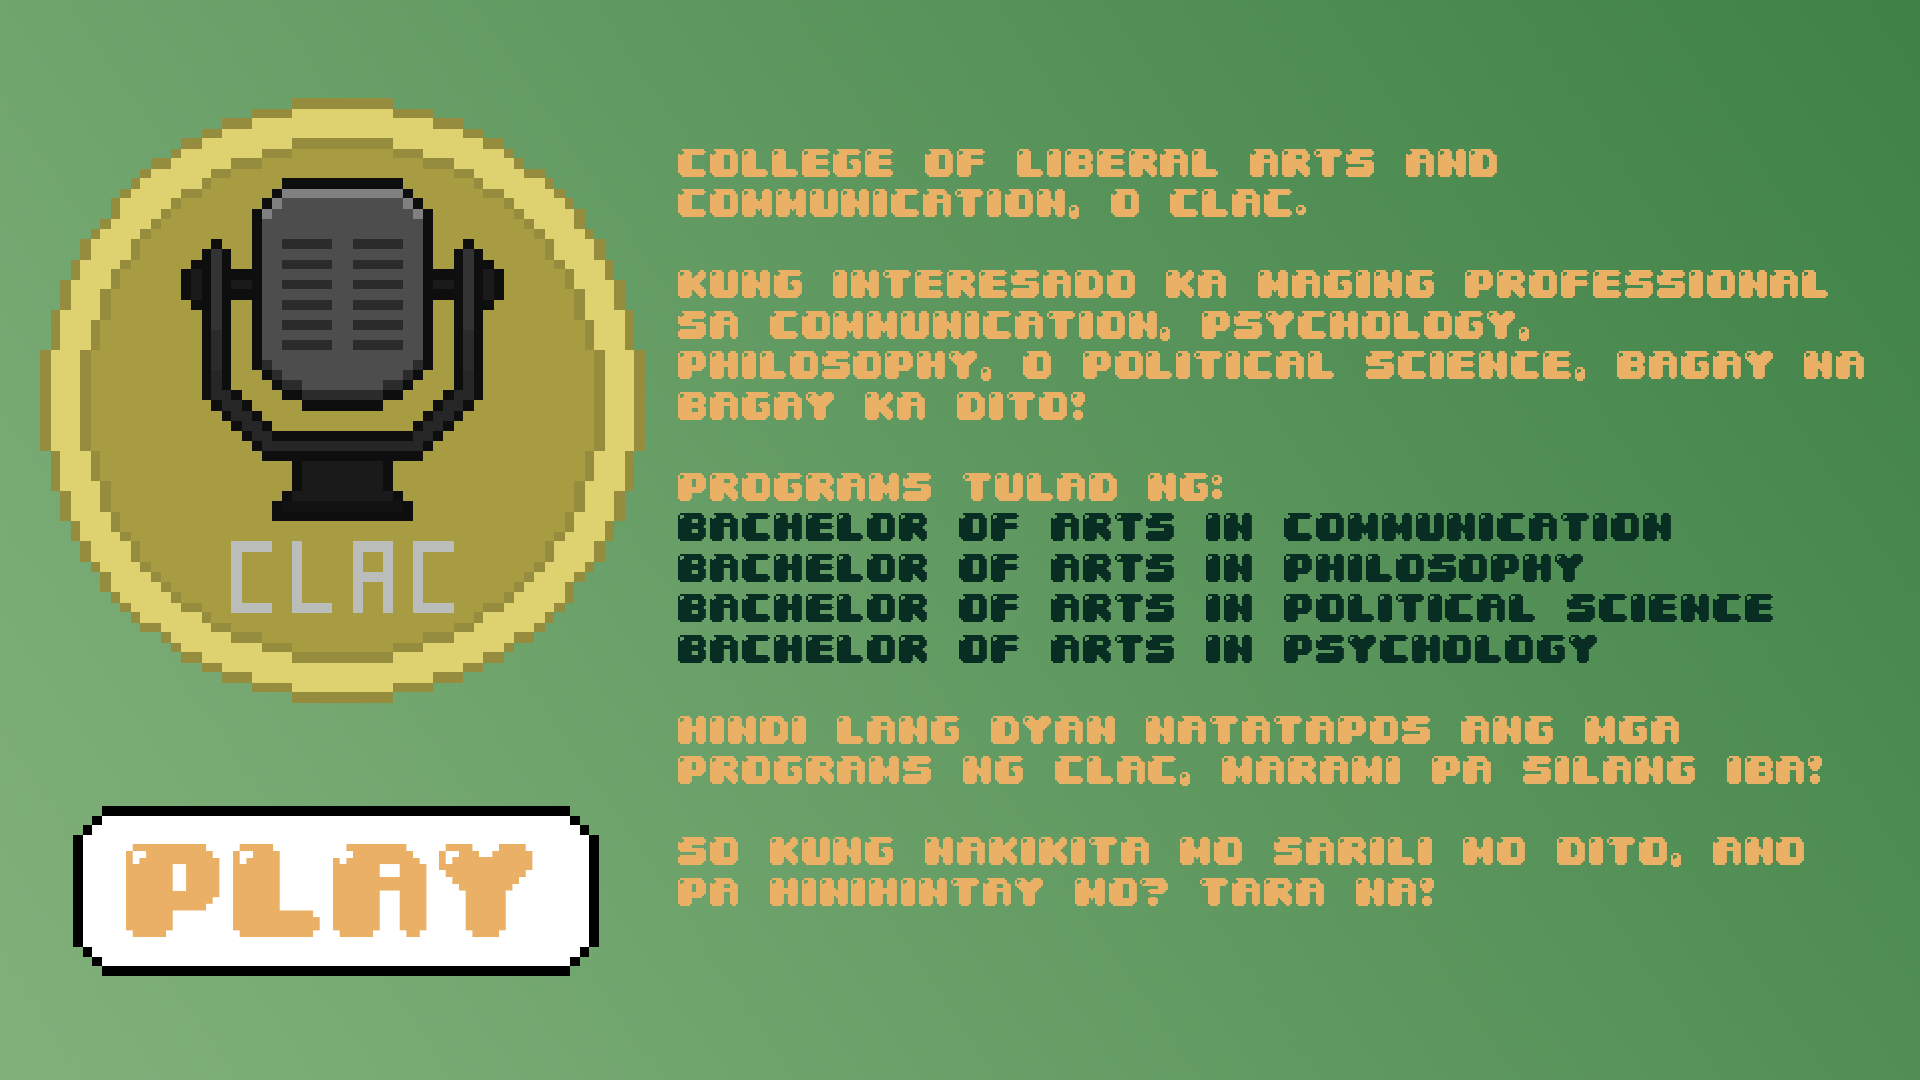 CLAC
PLAY
COLLEGE OF LIBERAL ARTS AND
COMMUNICATION, O CLAC.
KUNG INTERESADO KA MAGING PROFESSIONAL
SA COMMUNICATION, PSYCHOLOGY,
PHILOSOPHY, O POLITICAL SCIENCE, BAGAY NA
BAGAY KA DITO!
PROGRAMS TULAD NG:
BACHELOR OF ARTS IN COMMUNICATION
BACHELOR OF ARTS IN PHILOSOPHY
BACHELOR OF ARTS IN POLITICAL SCIENCE
BACHELOR OF ARTS IN PSYCHOLOGY
HINDI LANG DYAN NATATAPOS ANG MGA
PROGRAMS NG CLAC, MARAMI PA SILANG IBA!
SO KUNG NAKIKITA MO SARILI MO DITO, ANO
PA HINIHINTAY MO? TARA NA!